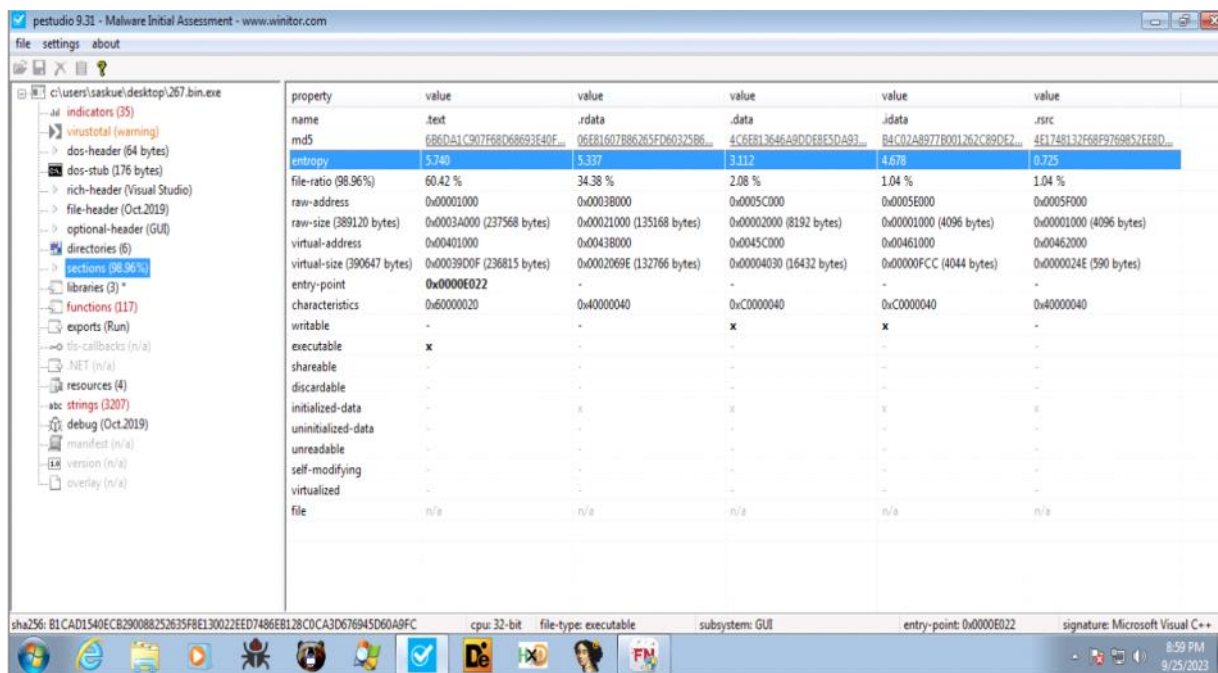 pestudio 9.31 - Malware Initial Assessment - www.winitor.com
file settings about
c:\users\saskue\desktop\267.bin.exe
indicators (35)
virustotal (warning)
dos-header (64 bytes)
dos-stub (176 bytes)
rich-header (Visual Studio)
file-header (Oct.2019)
optional-header (GUI)
directories (6)
sections (98.96%)
libraries (3) *
functions (117)
exports (Run)
tls-callbacks (n/a)
.NET (n/a)
resources (4)
abc strings (3207)
debug (Oct.2019)
manifest (n/a)
1.0 version (n/a)
overlay (n/a)
property value value value value value
name .text .rdata .data .idata .rsrc
md5 6B6DA1C907F68D68693E40F... 06E81607B86265FD60325B6... 4C6E813646A9DDE8E5DA93... B4C02A8977B001262C89DE2... 4E1748132F68F9769852EE8D...
entropy 5.740 5.337 3.112 4.678 0.725
file-ratio (98.96%) 60.42 % 34.38 % 2.08 % 1.04 % 1.04 %
raw-address 0x00001000 0x0003B000 0x0005C000 0x0005E000 0x0005F000
raw-size (389120 bytes) 0x0003A000 (237568 bytes) 0x00021000 (135168 bytes) 0x00002000 (8192 bytes) 0x00001000 (4096 bytes) 0x00001000 (4096 bytes)
virtual-address 0x00401000 0x0043B000 0x0045C000 0x00461000 0x00462000
virtual-size (390647 bytes) 0x00039D0F (236815 bytes) 0x0002069E (132766 bytes) 0x00004030 (16432 bytes) 0x00000FCC (4044 bytes) 0x0000024E (590 bytes)
entry-point 0x0000E022 - - - -
characteristics 0x60000020 0x40000040 0xC0000040 0xC0000040 0x40000040
writable - - x x -
executable x - - - -
shareable - - - - -
discardable - - - - -
initialized-data - x x x x
uninitialized-data - - - - -
unreadable - - - - -
self-modifying - - - - -
virtualized - - - - -
file n/a n/a n/a n/a n/a
sha256: B1CAD1540ECB290088252635F8E130022EED7486EB128C0CA3D676945D60A9FC cpu: 32-bit file-type: executable subsystem: GUI entry-point: 0x0000E022 signature: Microsoft Visual C++
De HXD FN
8:59 PM
9/25/2023